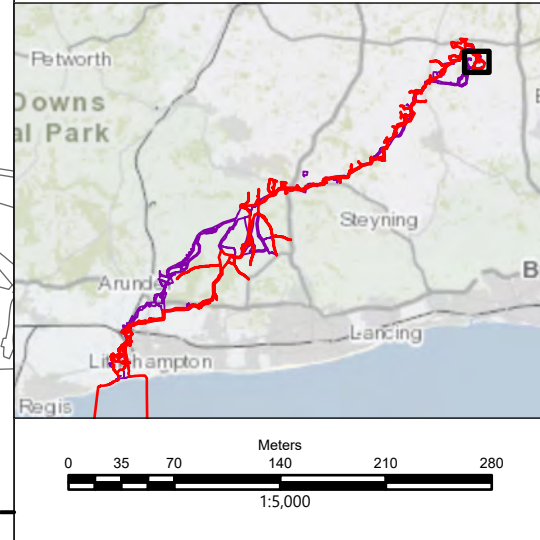 Petworth
Downs
al Park
Steyning
Arundel
B
Lancing
Littlehampton
Regis
Meters
0 35 70 140 210 280
1:5,000